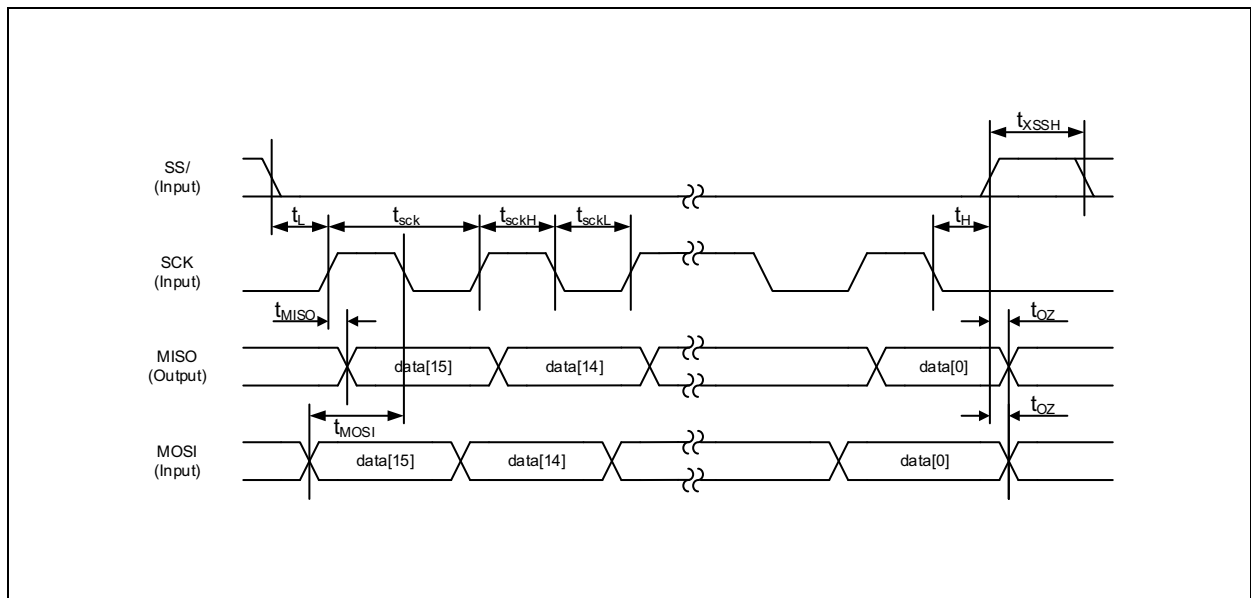 tXSSH
SS/
(Input)
tL
tsck
tsckH
tsckL
tH
SCK
(Input)
tMISO
tOZ
MISO
(Output)
data[15]
data[14]
data[0]
tMOSI
tOZ
MOSI
(Input)
data[15]
data[14]
data[0]